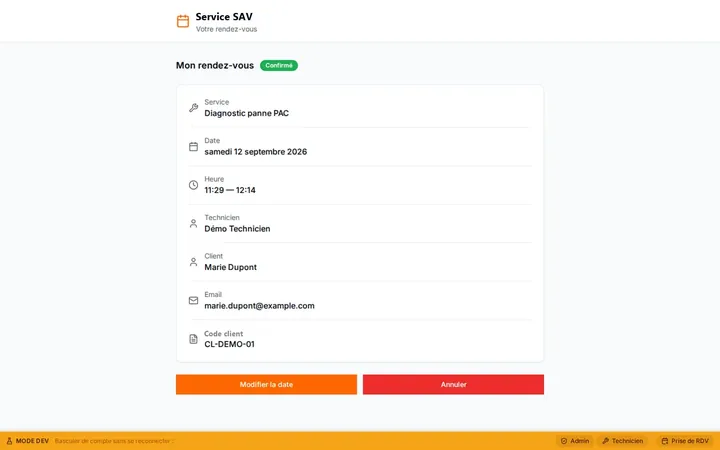 Service SAV
Votre rendez-vous
Mon rendez-vous Confirmé
Service
Diagnostic panne PAC
Date
samedi 12 septembre 2026
Heure
11:29 — 12:14
Technicien
Démo Technicien
Client
Marie Dupont
Email
marie.dupont@example.com
Code client
CL-DEMO-01
Modifier la date Annuler
MODE DEV Basculer de compte sans se reconnecter : Admin Technicien Prise de RDV